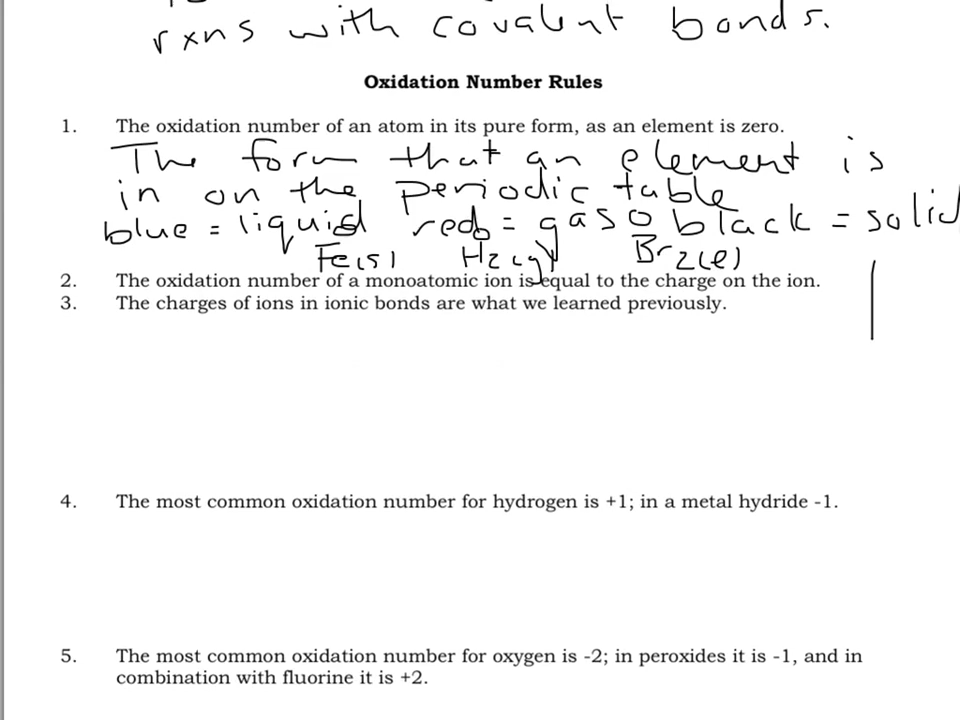 rxns with covalent bonds.
Oxidation Number Rules
1. The oxidation number of an atom in its pure form, as an element is zero.
The form that an element is
in on the periodic table
blue = liquid red = gas black = solid
Fe(s) H2(g) Br2(l)
2. The oxidation number of a monoatomic ion is equal to the charge on the ion.
3. The charges of ions in ionic bonds are what we learned previously.
4. The most common oxidation number for hydrogen is +1; in a metal hydride -1.
5. The most common oxidation number for oxygen is -2; in peroxides it is -1, and in
combination with fluorine it is +2.